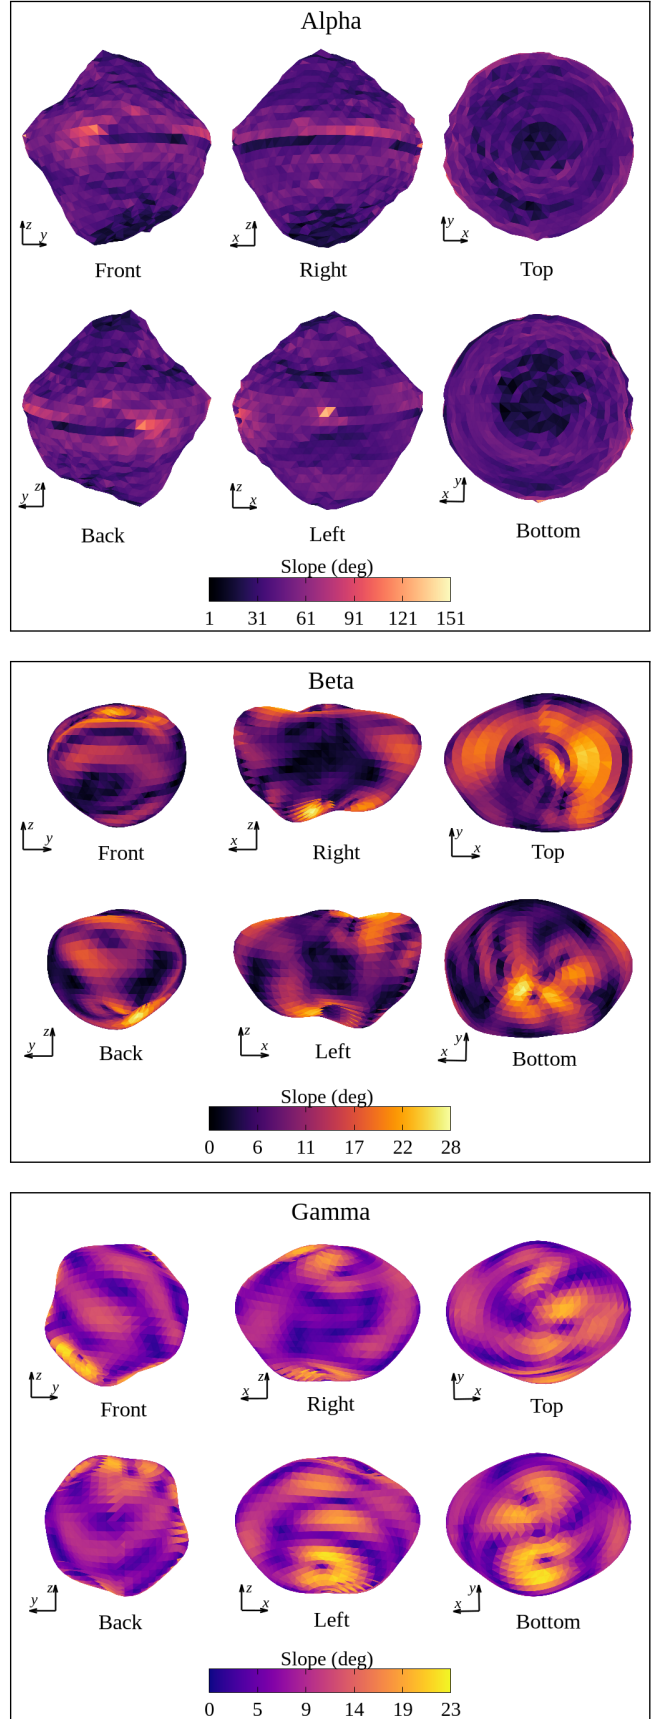 Alpha
z y
z x
y x
Front Right Top
z y
z x
y x
Back Left Bottom
Slope (deg)
1 31 61 91 121 151
Beta
z y
z x
y x
Front Right Top
z y
z x
y x
Back Left Bottom
Slope (deg)
0 6 11 17 22 28
Gamma
z y
z x
y x
Front Right Top
z y
z x
y x
Back Left Bottom
Slope (deg)
0 5 9 14 19 23